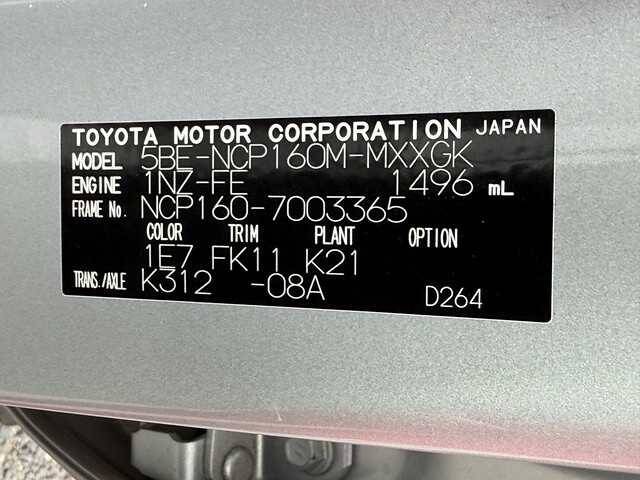 TOYOTA MOTOR CORPORATION JAPAN
MODEL 5BE-NCP160M-MXXGK
ENGINE 1NZ-FE 1496 mL
FRAME No. NCP160-7003365
COLOR TRIM PLANT OPTION
1E7 FK11 K21
TRANS./AXLE K312 -08A D264